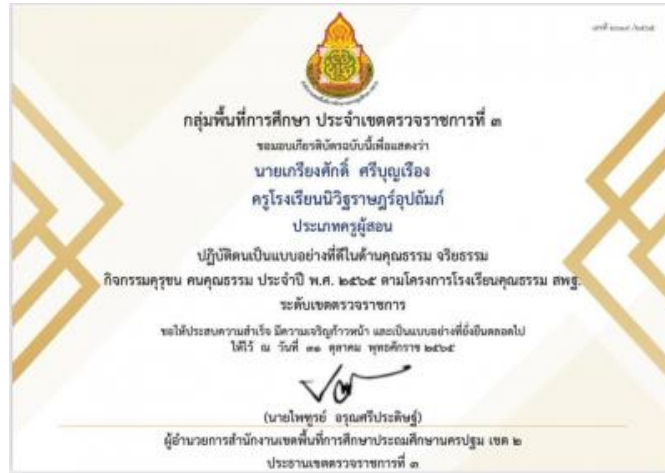 เลขที่
กลุ่มพื้นที่การศึกษา ประจำเขตตรวจราชการที่ ๓
ขอมอบเกียรติบัตรฉบับนี้เพื่อแสดงว่า
นายเกรียงศักดิ์ ศรีบุญเรือง
ครูโรงเรียนนิวิฐราษฎร์อุปถัมภ์
ประเภทครูผู้สอน
ปฏิบัติตนเป็นแบบอย่างที่ดีในด้านคุณธรรม จริยธรรม
กิจกรรมคุรุชน คนคุณธรรม ประจำปี พ.ศ. ๒๕๖๕ ตามโครงการโรงเรียนคุณธรรม สพฐ.
ระดับเขตตรวจราชการ
ขอให้ประสบความสำเร็จ มีความเจริญก้าวหน้า และเป็นแบบอย่างที่ยั่งยืนตลอดไป
ให้ไว้ ณ วันที่ ๓๑ ตุลาคม พุทธศักราช ๒๕๖๕
(นายไพฑูรย์ อรุณศรีประดิษฐ์)
ผู้อำนวยการสำนักงานเขตพื้นที่การศึกษาประถมศึกษานครปฐม เขต ๒
ประธานเขตตรวจราชการที่ ๓